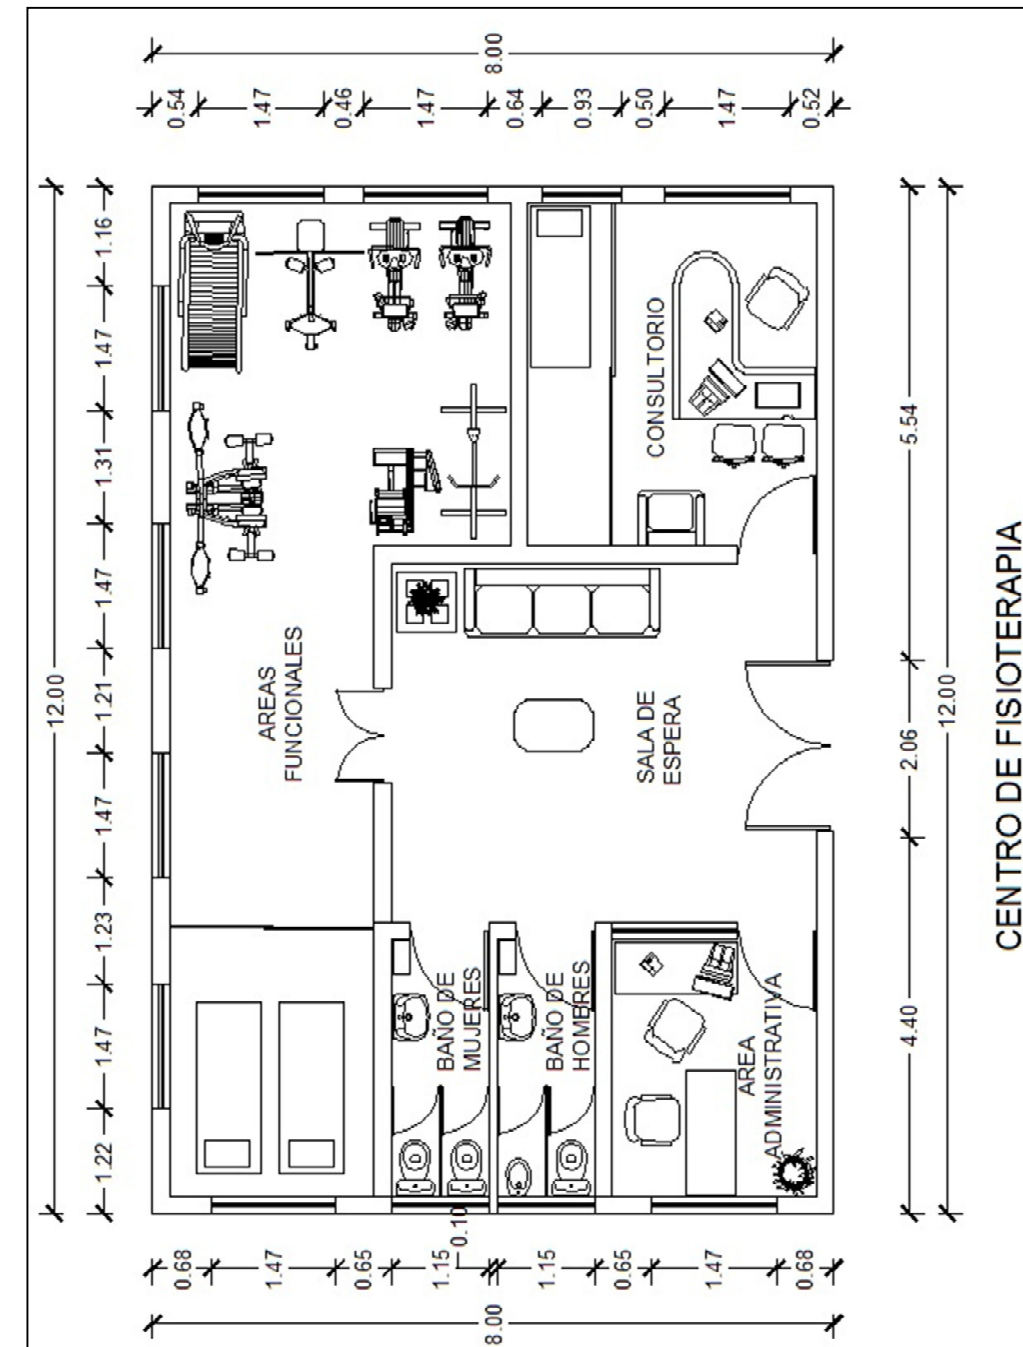 8.00
0.54
1.47
0.46
1.47
0.64
0.93
0.50
1.47
0.52
12.00
1.16
1.47
1.31
1.47
1.21
1.47
1.23
1.47
1.22
CONSULTORIO
AREAS
FUNCIONALES
SALA DE
ESPERA
BAÑO DE
MUJERES
BAÑO DE
HOMBRES
AREA
ADMINISTRATIVA
5.54
2.06
4.40
12.00
0.68
1.47
0.65
1.15
0.10
1.15
0.65
1.47
0.68
8.00
CENTRO DE FISIOTERAPIA